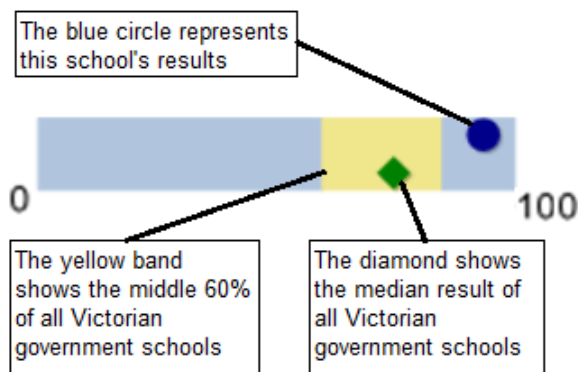 The blue circle represents
this school's results
0
100
The yellow band
shows the middle 60%
of all Victorian
government schools
The diamond shows
the median result of
all Victorian
government schools